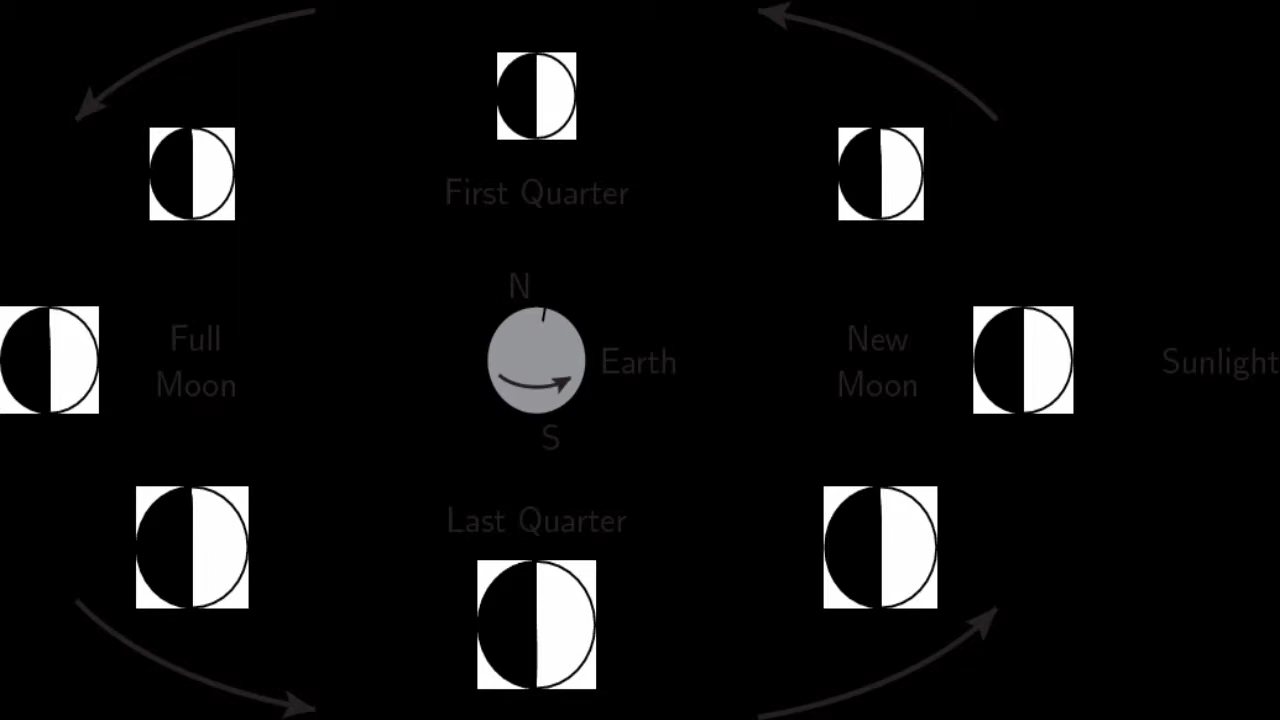 First Quarter
N
Full
Moon
Earth
New
Moon
Sunlight
S
Last Quarter